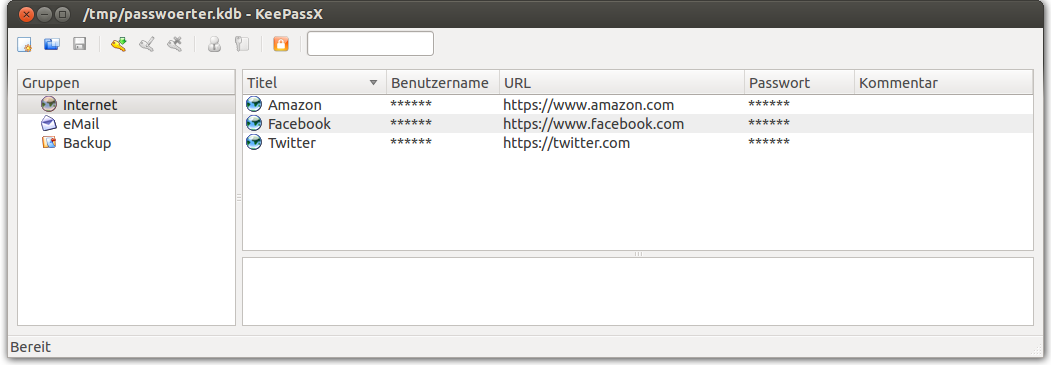 /tmp/passwoerter.kdb - KeePassX
Gruppen
Internet
eMail
Backup
Titel Benutzername URL Passwort Kommentar
Amazon ****** https://www.amazon.com ******
Facebook ****** https://www.facebook.com ******
Twitter ****** https://twitter.com ******
Bereit